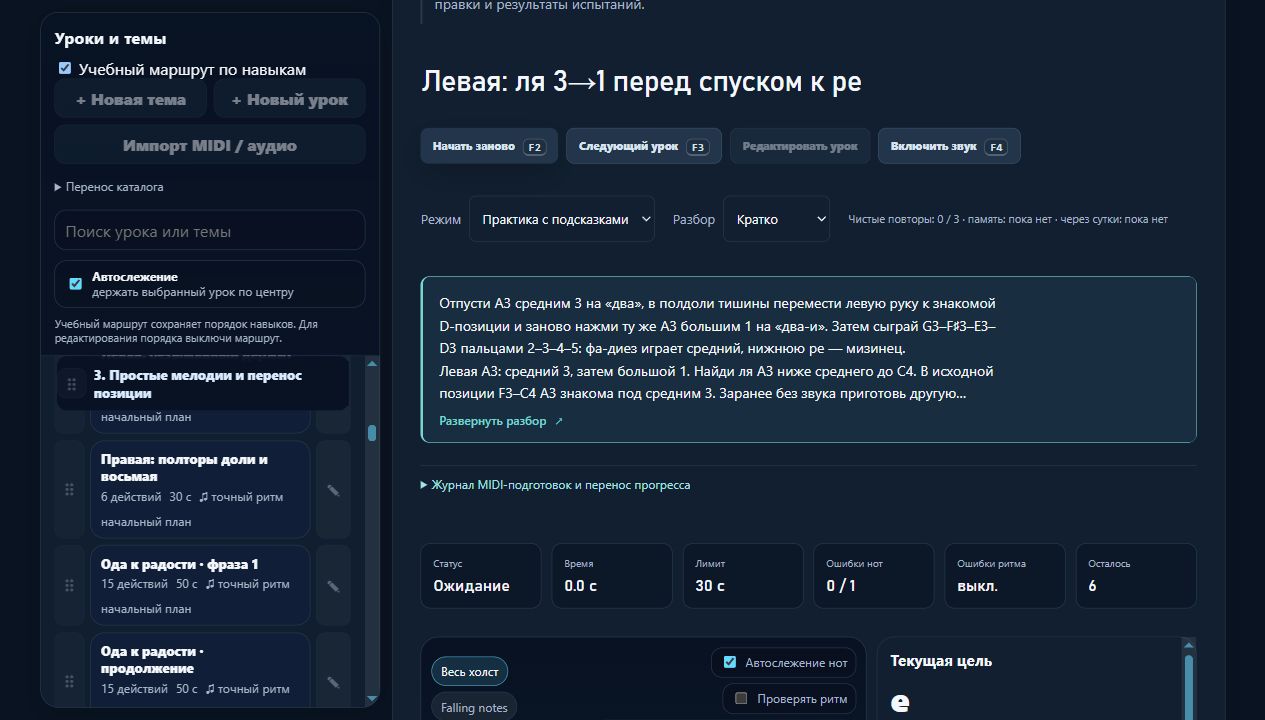 правки и результаты испытаний.
Уроки и темы
Учебный маршрут по навыкам
+ Новая тема
+ Новый урок
Импорт MIDI / аудио
▶ Перенос каталога
Поиск урока или темы
Автослежение
держать выбранный урок по центру
Учебный маршрут сохраняет порядок навыков. Для
редактирования порядка выключи маршрут.
3. Простые мелодии и перенос
позиции
начальный план
Правая: полторы доли и
восьмая
6 действий 30 с ♫ точный ритм
начальный план
Ода к радости · фраза 1
15 действий 50 с ♫ точный ритм
начальный план
Ода к радости ·
продолжение
15 действий 50 с ♫ точный ритм
Левая: ля 3→1 перед спуском к ре
Начать заново F2
Следующий урок F3
Редактировать урок
Включить звук F4
Режим
Практика с подсказками
Разбор
Кратко
Чистые повторы: 0 / 3 · память: пока нет · через сутки: пока нет
Отпусти A3 средним 3 на «два», в полдоли тишины перемести левую руку к знакомой
D-позиции и заново нажми ту же A3 большим 1 на «два-и». Затем сыграй G3–F♯3–E3–
D3 пальцами 2–3–4–5: фа-диез играет средний, нижнюю ре — мизинец.
Левая A3: средний 3, затем большой 1. Найди ля A3 ниже среднего до C4. В исходной
позиции F3–C4 A3 знакома под средним 3. Заранее без звука приготовь другую...
Развернуть разбор ↗
▶ Журнал MIDI-подготовок и перенос прогресса
Статус
Ожидание
Время
0.0 с
Лимит
30 с
Ошибки нот
0 / 1
Ошибки ритма
выкл.
Осталось
6
Весь холст
Falling notes
Автослежение нот
Проверять ритм
Текущая цель
e